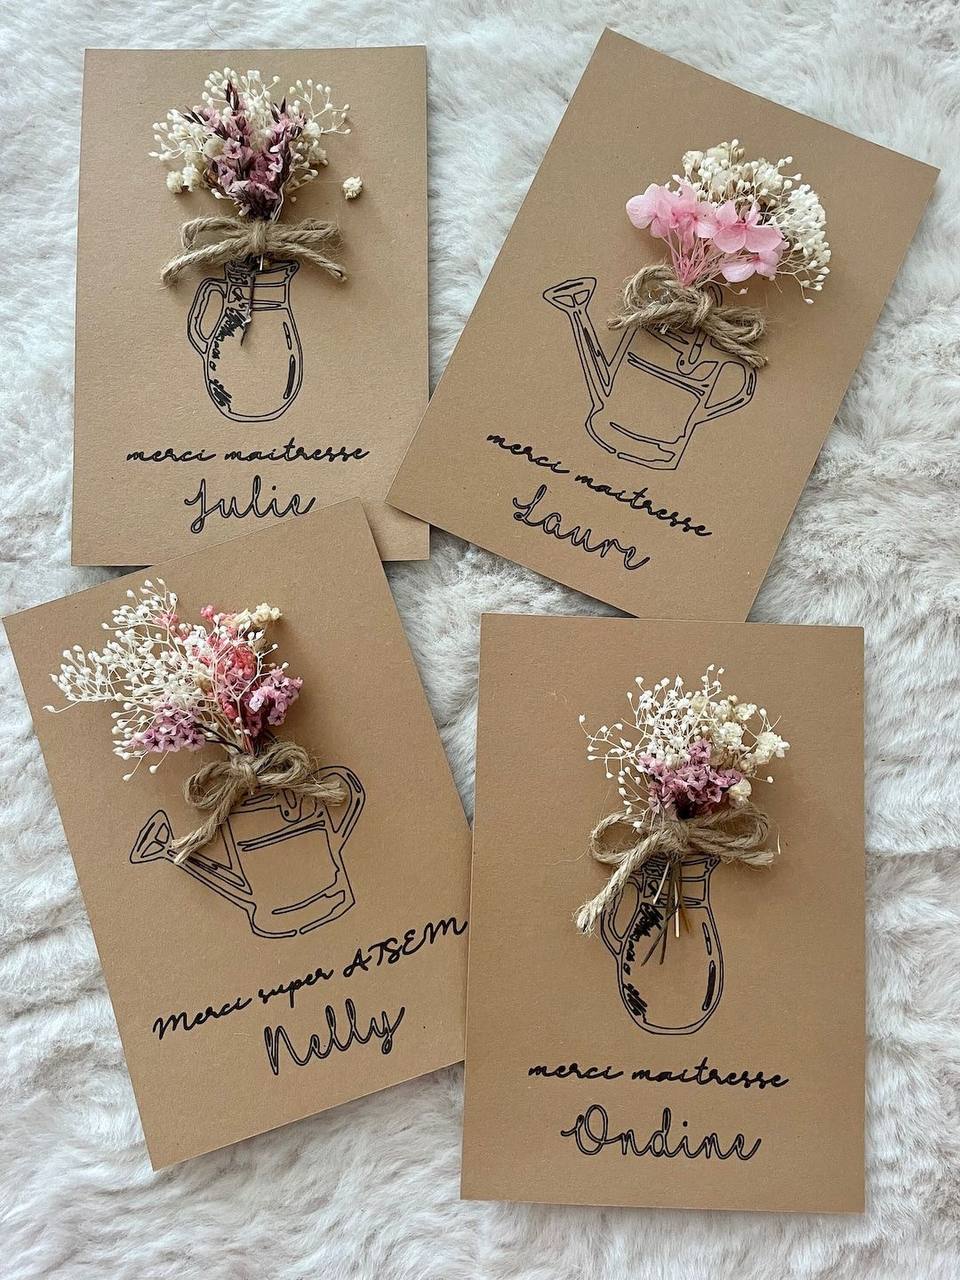 merci maitresse
Julie
merci maitresse
Laure
Merci super ATSEM
Nelly
merci maitresse
Ondine